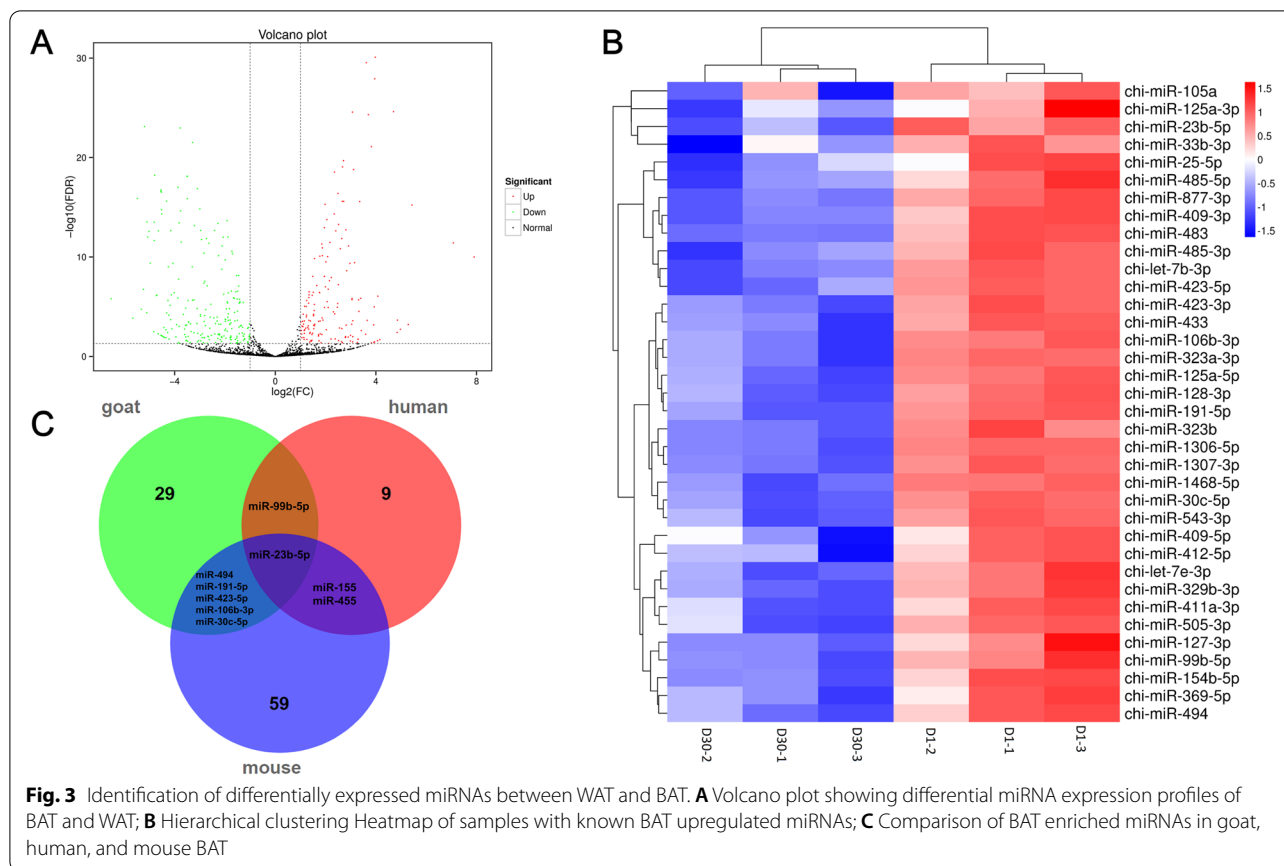 A
Volcano plot
30
20
10
0
−log10(FDR)
−4
0
4
8
log2(FC)
Significant
Up
Down
Normal
B
chi-miR-105a
chi-miR-125a-3p
chi-miR-23b-5p
chi-miR-33b-3p
chi-miR-25-5p
chi-miR-485-5p
chi-miR-877-3p
chi-miR-409-3p
chi-miR-483
chi-miR-485-3p
chi-let-7b-3p
chi-miR-423-5p
chi-miR-423-3p
chi-miR-433
chi-miR-106b-3p
chi-miR-323a-3p
chi-miR-125a-5p
chi-miR-128-3p
chi-miR-191-5p
chi-miR-323b
chi-miR-1306-5p
chi-miR-1307-3p
chi-miR-1468-5p
chi-miR-30c-5p
chi-miR-543-3p
chi-miR-409-5p
chi-miR-412-5p
chi-let-7e-3p
chi-miR-329b-3p
chi-miR-411a-3p
chi-miR-505-3p
chi-miR-127-3p
chi-miR-99b-5p
chi-miR-154b-5p
chi-miR-369-5p
chi-miR-494
1.5
1
0.5
0
-0.5
-1
-1.5
D30-2
D30-1
D30-3
D1-2
D1-1
D1-3
C
goat
human
29
miR-99b-5p
9
miR-23b-5p
miR-494
miR-191-5p
miR-423-5p
miR-106b-3p
miR-30c-5p
miR-155
miR-455
59
mouse
Fig. 3 Identification of differentially expressed miRNAs between WAT and BAT. A Volcano plot showing differential miRNA expression profiles of
BAT and WAT; B Hierarchical clustering Heatmap of samples with known BAT upregulated miRNAs; C Comparison of BAT enriched miRNAs in goat,
human, and mouse BAT